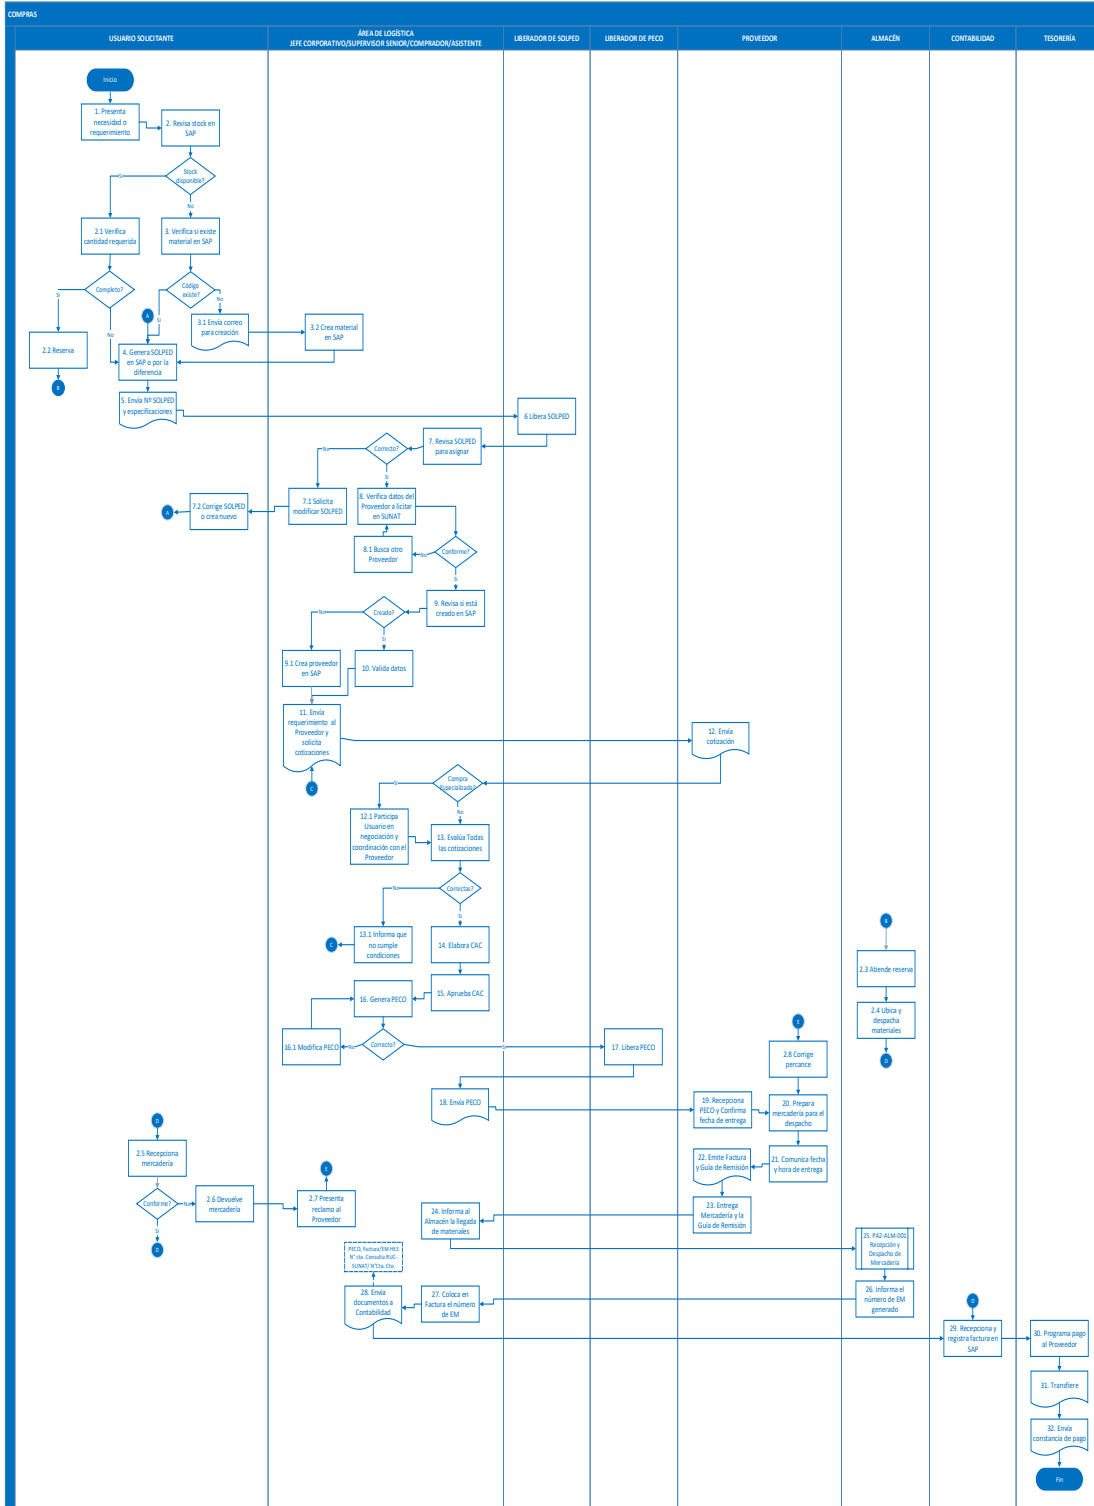 COMPRAS
USUARIO SOLICITANTE
ÁREA DE LOGÍSTICA
JEFE CORPORATIVO/SUPERVISOR SENIOR/COMPRADOR/ASISTENTE
LIBERADOR DE SOLPED
LIBERADOR DE PECO
PROVEEDOR
ALMACÉN
CONTABILIDAD
TESORERÍA
Inicio
1. Presenta
necesidad o
requerimiento
2. Revisa stock en
SAP
Stock
disponible?
Si
No
2.1 Verifica
cantidad requerida
3. Verifica si existe
material en SAP
Completo?
Código
existe?
Si
No
Si
No
A
3.1 Envía correo
para creación
3.2 Crea material
en SAP
2.2 Reserva
4. Genera SOLPED
en SAP o por la
diferencia
B
5. Envía Nº SOLPED
y especificaciones
6 Libera SOLPED
7. Revisa SOLPED
para asignar
Correcto?
No
Si
7.1 Solicita
modificar SOLPED
7.2 Corrige SOLPED
o crea nuevo
A
8. Verifica datos del
Proveedor a licitar
en SUNAT
8.1 Busca otro
Proveedor
No
Conforme?
Si
9. Revisa si está
creado en SAP
Creado?
No
Si
9.1 Crea proveedor
en SAP
10. Valida datos
11. Envía
requerimiento al
Proveedor y
solicita
cotizaciones
C
12. Envía
cotización
Compra
Especializada?
Si
No
12.1 Participa
Usuario en
negociación y
coordinación con el
Proveedor
13. Evalúa Todas
las cotizaciones
Correctas?
No
Si
13.1 Informa que
no cumple
condiciones
C
14. Elabora CAC
15. Aprueba CAC
16. Genera PECO
Correcto?
No
Si
16.1 Modifica PECO
17. Libera PECO
18. Envía PECO
B
2.3 Atiende reserva
2.4 Ubica y
despacha
materiales
D
E
2.8 Corrige
percance
19. Recepciona
PECO y Confirma
fecha de entrega
20. Prepara
mercadería para el
despacho
21. Comunica fecha
y hora de entrega
22. Emite Factura
y Guía de Remisión
23. Entrega
Mercadería y la
Guía de Remisión
D
2.5 Recepciona
mercadería
Conforme?
No
Si
D
2.6 Devuelve
mercadería
E
2.7 Presenta
reclamo al
Proveedor
24. Informa al
Almacén la llegada
de materiales
25. PA2-ALM-001
Recepción y
Despacho de
Mercadería
26. Informa el
número de EM
generado
27. Coloca en
Factura el número
de EM
PECO, Factura/EM HES
N° cta. Consulta RUC-
SUNAT/ N°Cta. Cte.
28. Envía
documentos a
Contabilidad
D
29. Recepciona y
registra factura en
SAP
30. Programa pago
al Proveedor
31. Transfiere
32. Envía
constancia de pago
Fin